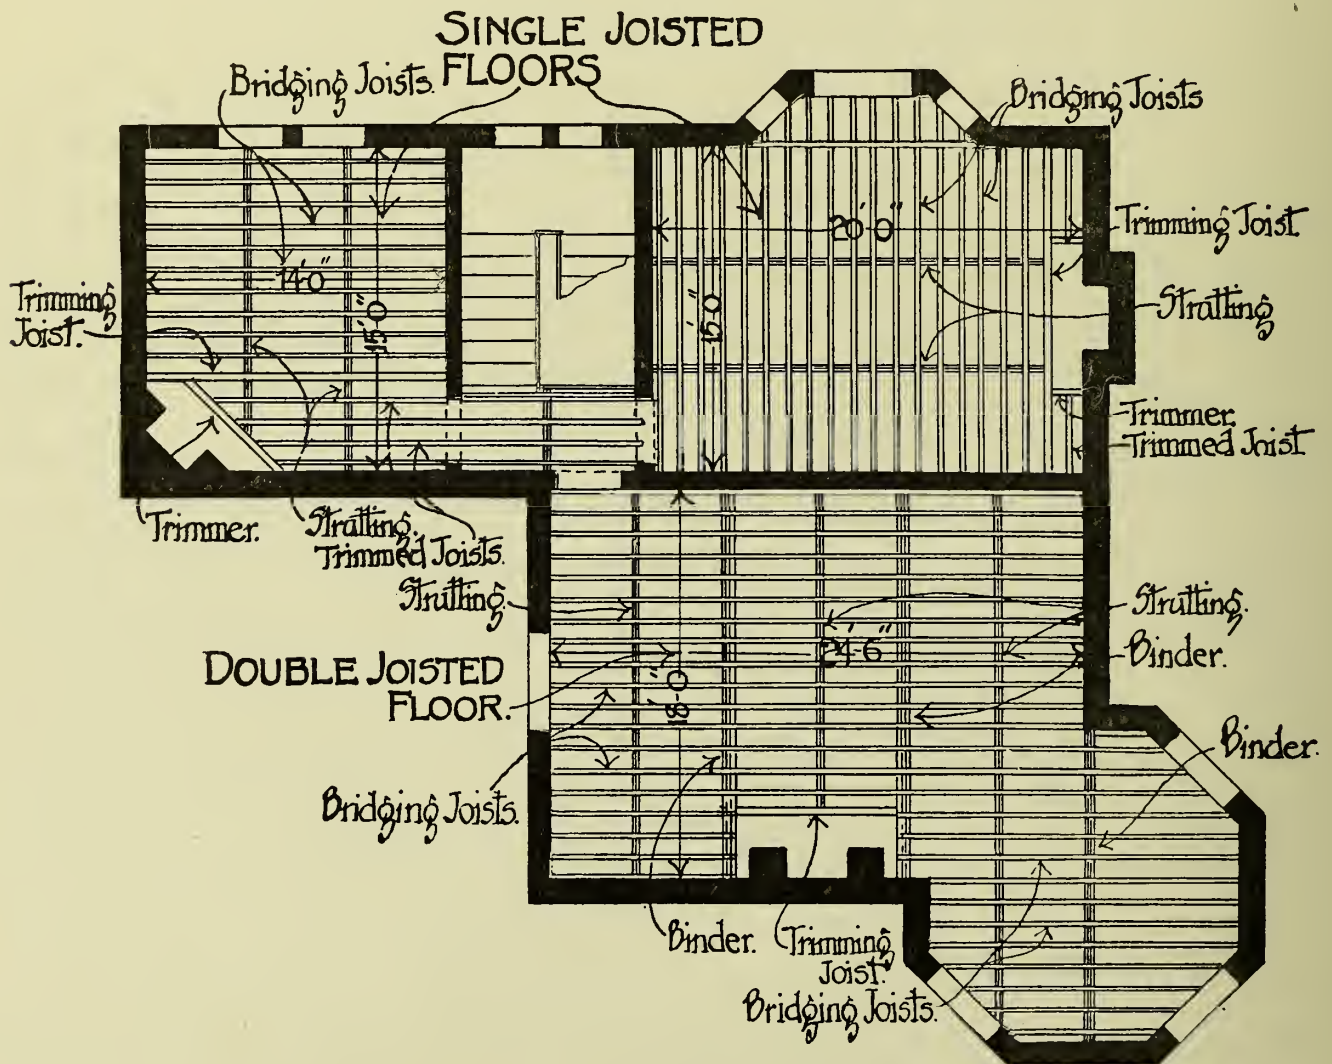 SINGLE JOISTED
FLOORS
Bridging Joists.
Bridging Joists
Trimming Joist
20'-0"
14'0"
15'-0"
15'-0"
Trimming
Joist.
Strutting
Trimmer
Trimmed Joist
Trimmer.
Strutting.
Trimmed Joists.
Strutting
Strutting.
24'-6"
Binder.
DOUBLE JOISTED
FLOOR.
18'-0"
Binder.
Bridging Joists.
Binder.
Trimming
Joist.
Bridging Joists.